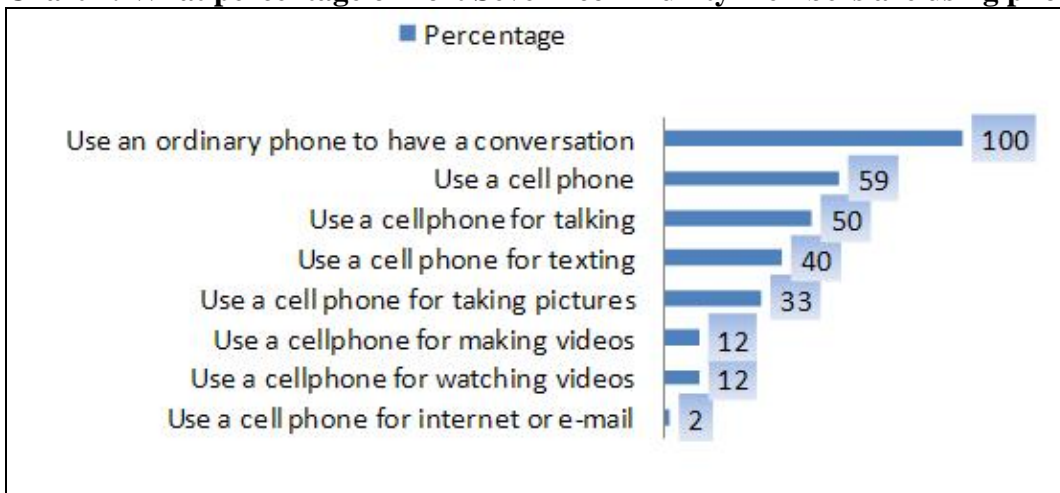 Percentage
Use an ordinary phone to have a conversation 100
Use a cell phone 59
Use a cellphone for talking 50
Use a cell phone for texting 40
Use a cell phone for taking pictures 33
Use a cellphone for making videos 12
Use a cellphone for watching videos 12
Use a cell phone for internet or e-mail 2